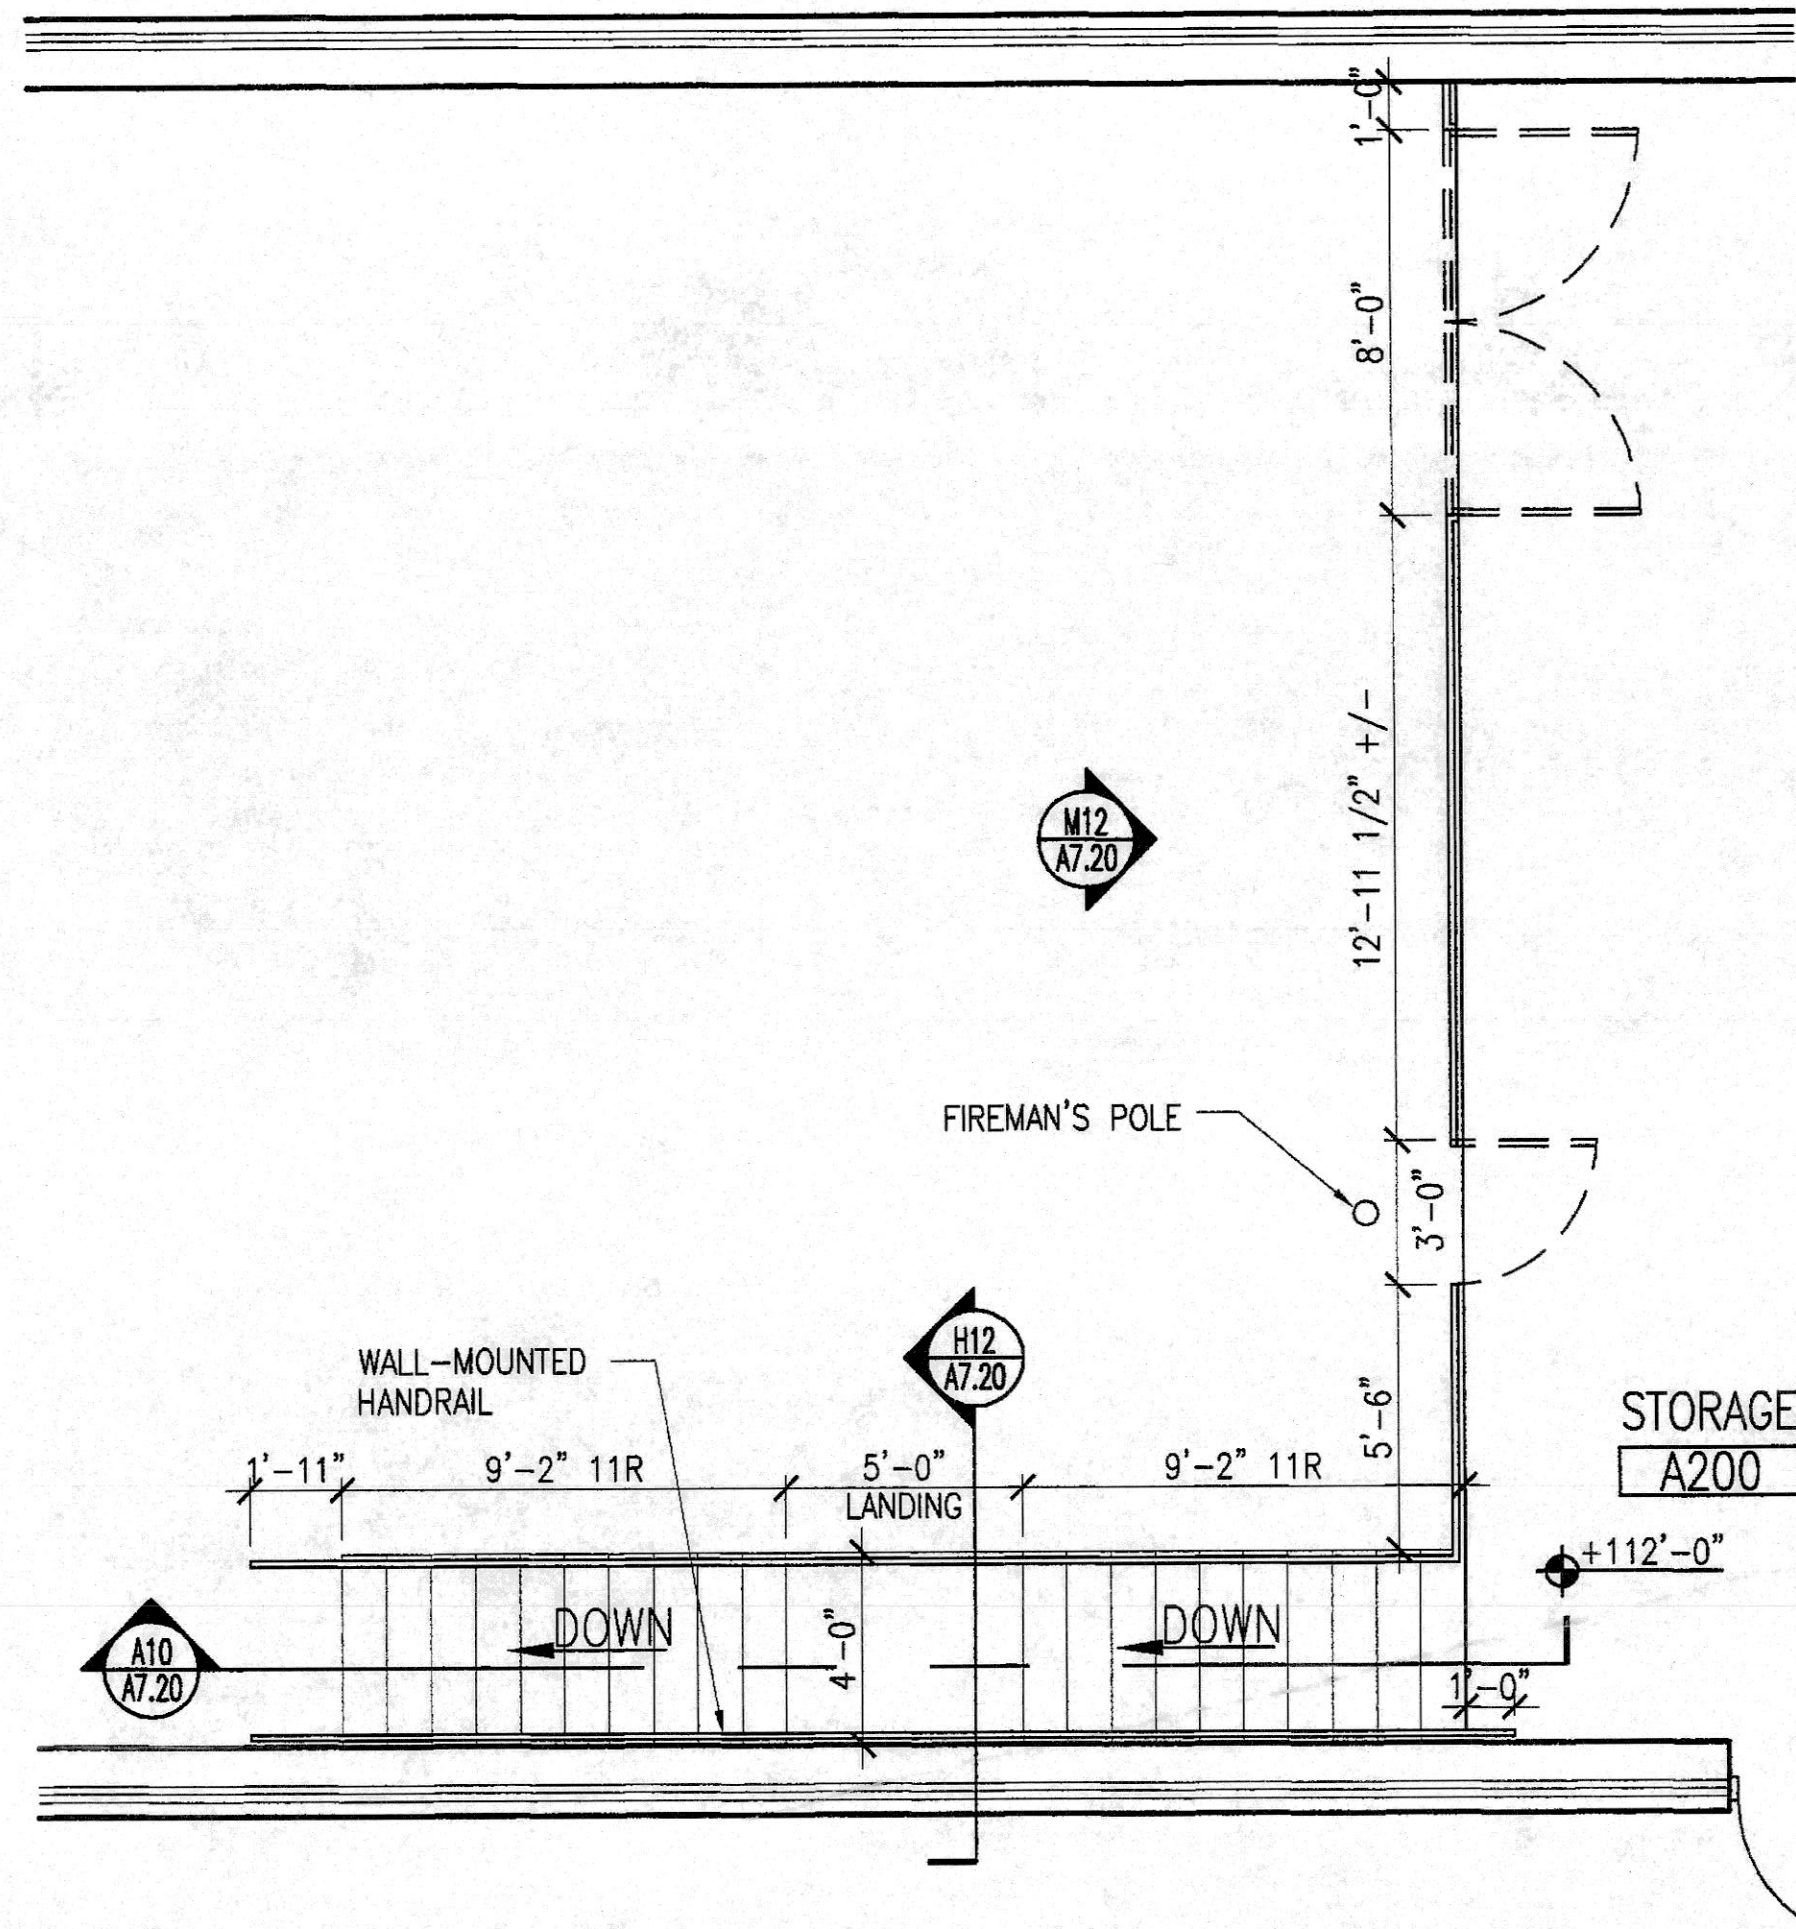 1'-0"
8'-0"
12'-11 1/2" +/-
M12
A7.20
FIREMAN'S POLE
3'-0"
H12
A7.20
WALL-MOUNTED
HANDRAIL
5'-6"
STORAGE
A200
1'-11"
9'-2" 11R
5'-0"
LANDING
9'-2" 11R
+112'-0"
DOWN
DOWN
A10
A7.20
4'-0"
1'-0"